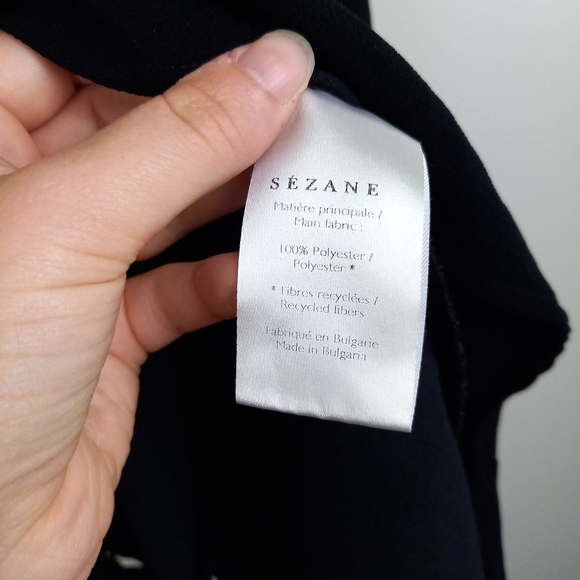 SÉZANE
Matière principale /
Main fabric :
100% Polyester /
Polyester *
* Fibres recyclées /
Recycled fibers
Fabriqué en Bulgarie
Made in Bulgaria